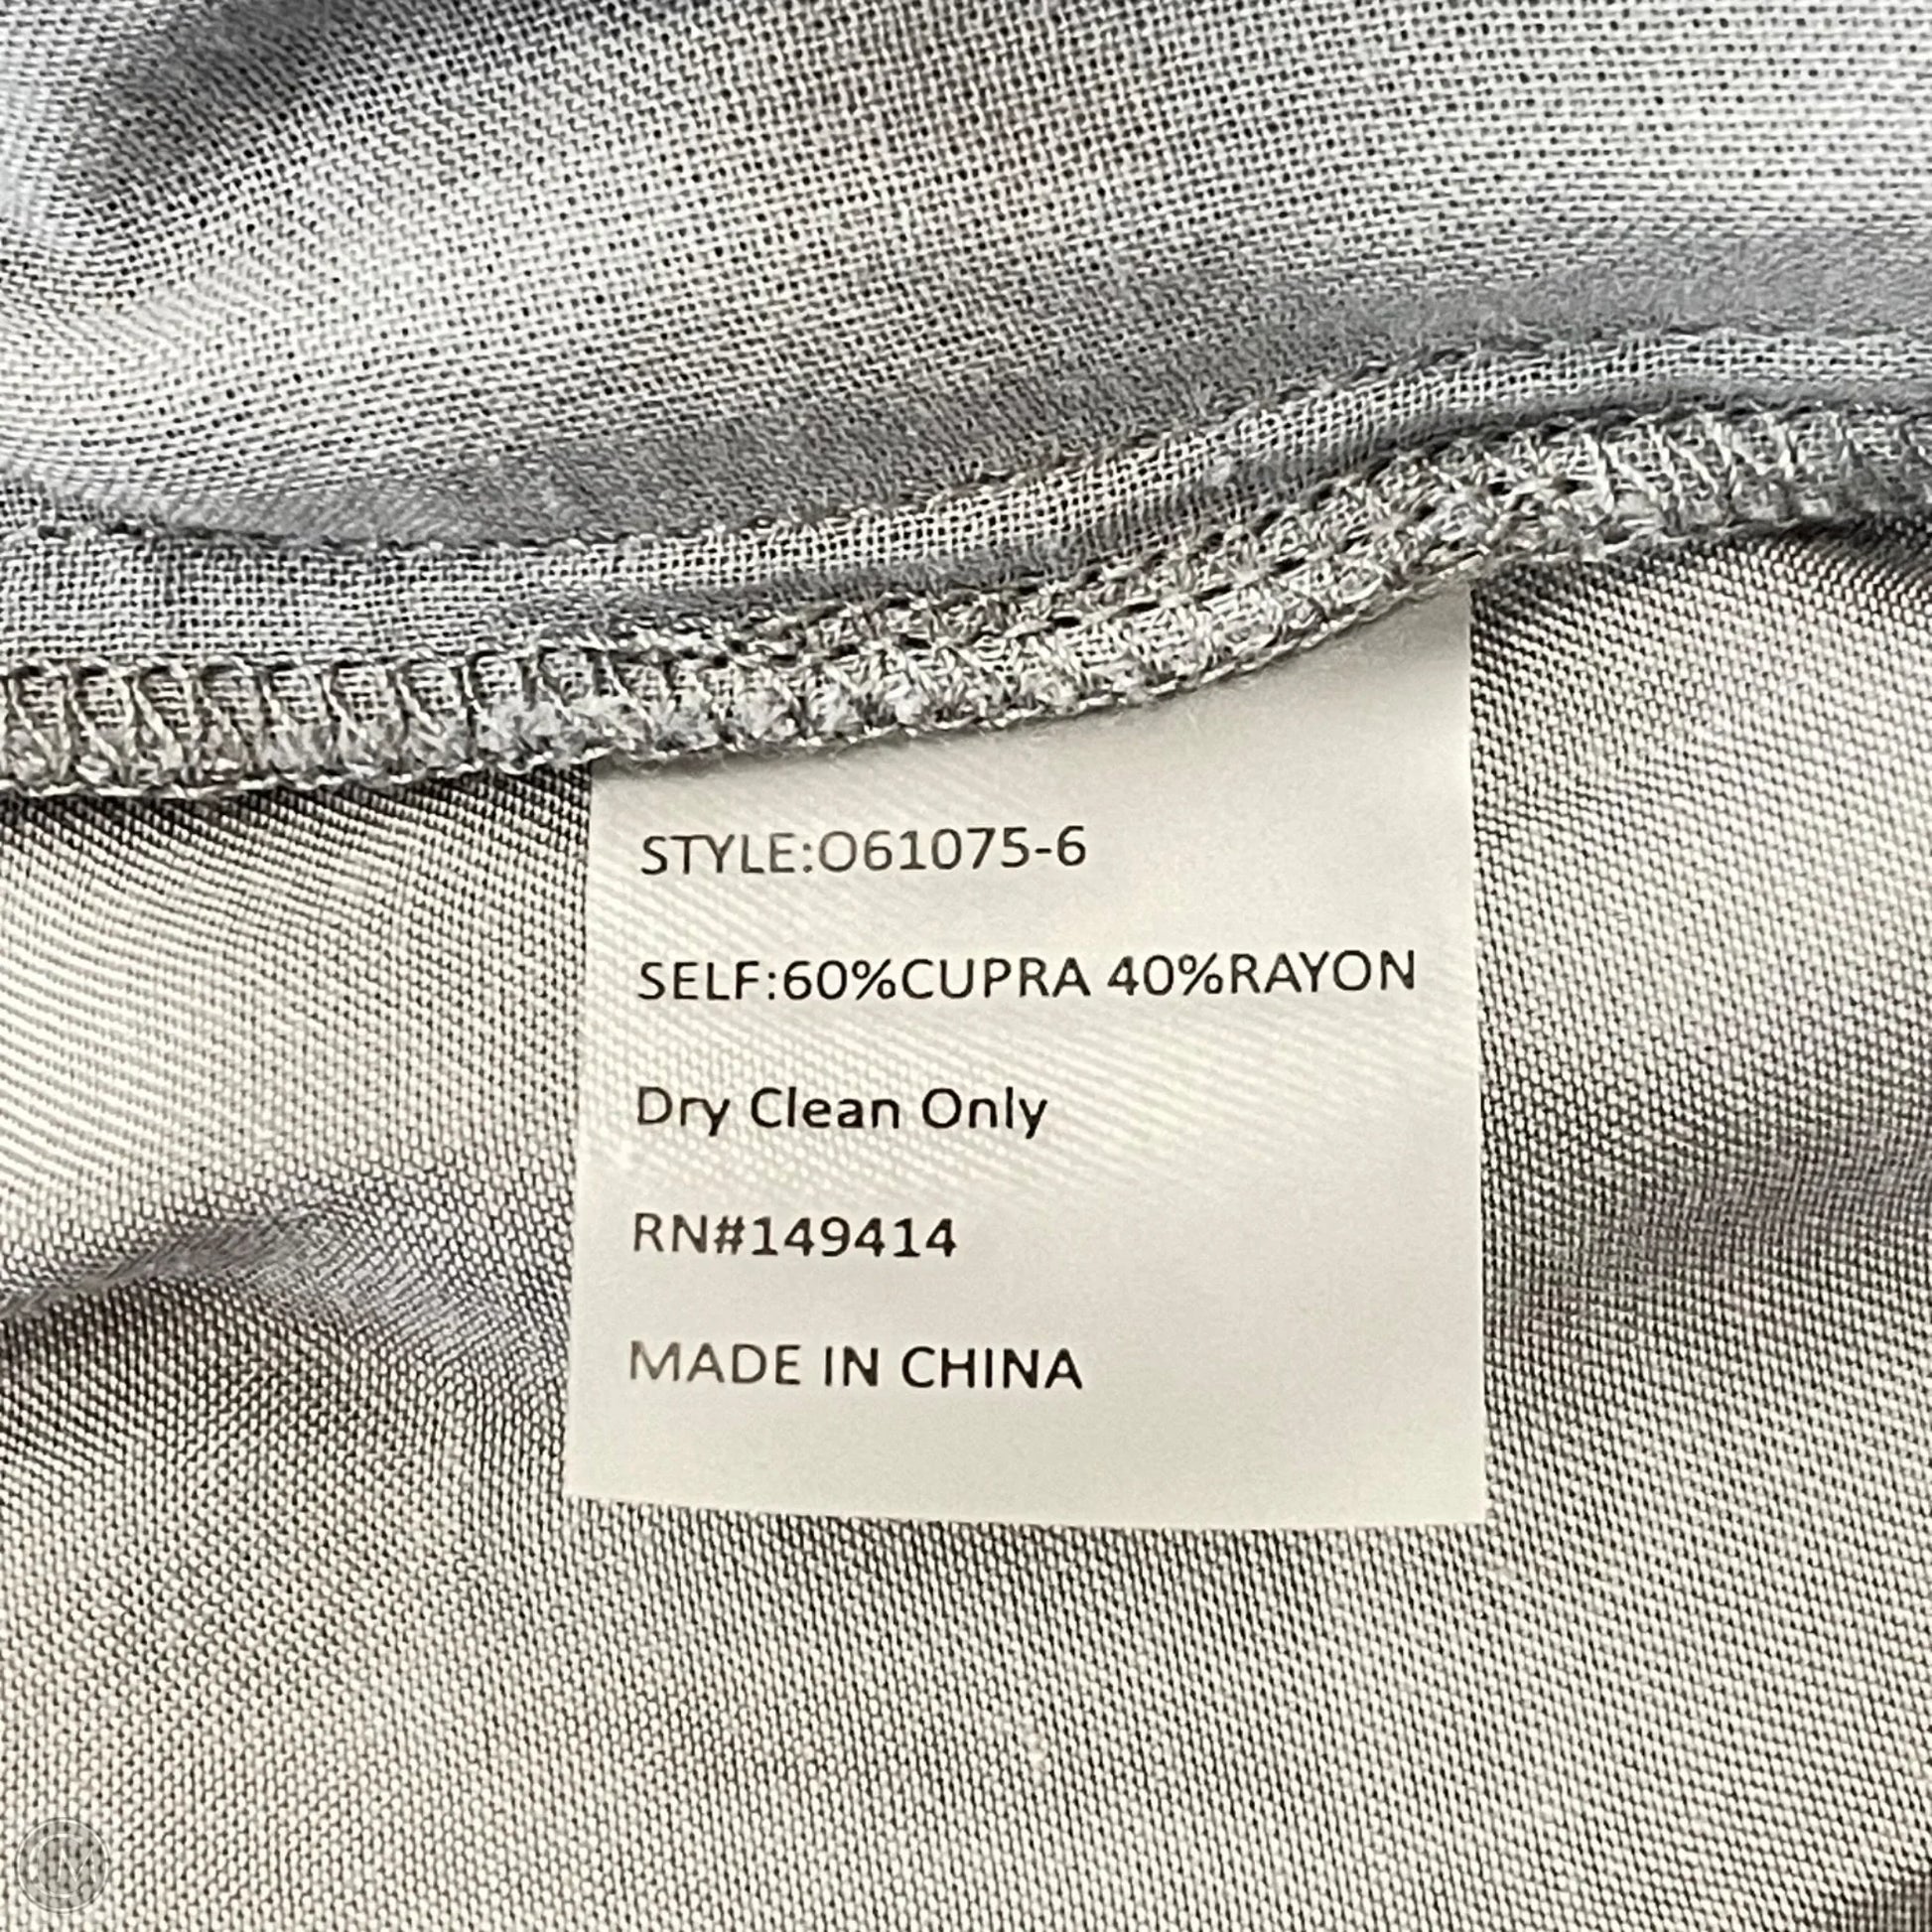 STYLE:O61075-6
SELF:60%CUPRA 40%RAYON
Dry Clean Only
RN#149414
MADE IN CHINA